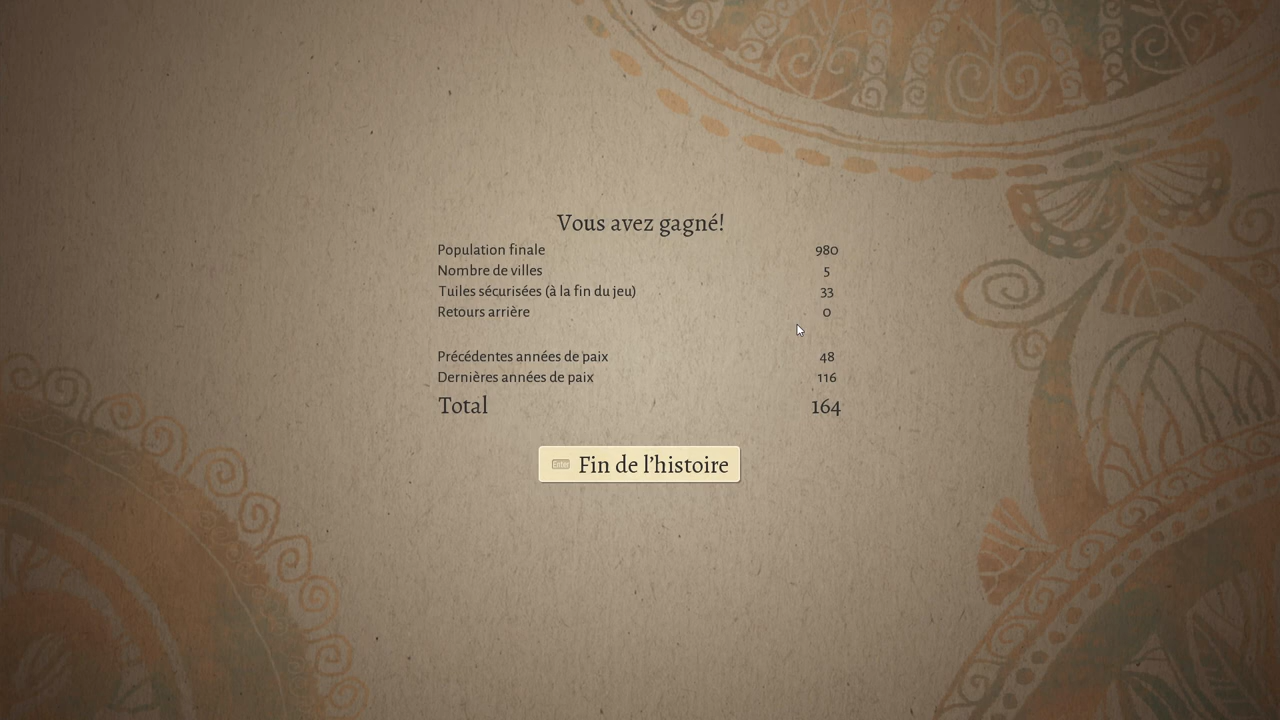 Vous avez gagné!
Population finale 980
Nombre de villes 5
Tuiles sécurisées (à la fin du jeu) 33
Retours arrière 0
Précédentes années de paix 48
Dernières années de paix 116
Total 164
Enter Fin de l'histoire